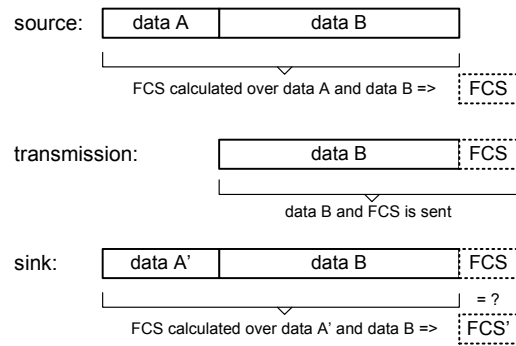 source: data A data B
FCS calculated over data A and data B => FCS
transmission: data B FCS
data B and FCS is sent
sink: data A' data B FCS
= ?
FCS calculated over data A' and data B => FCS'